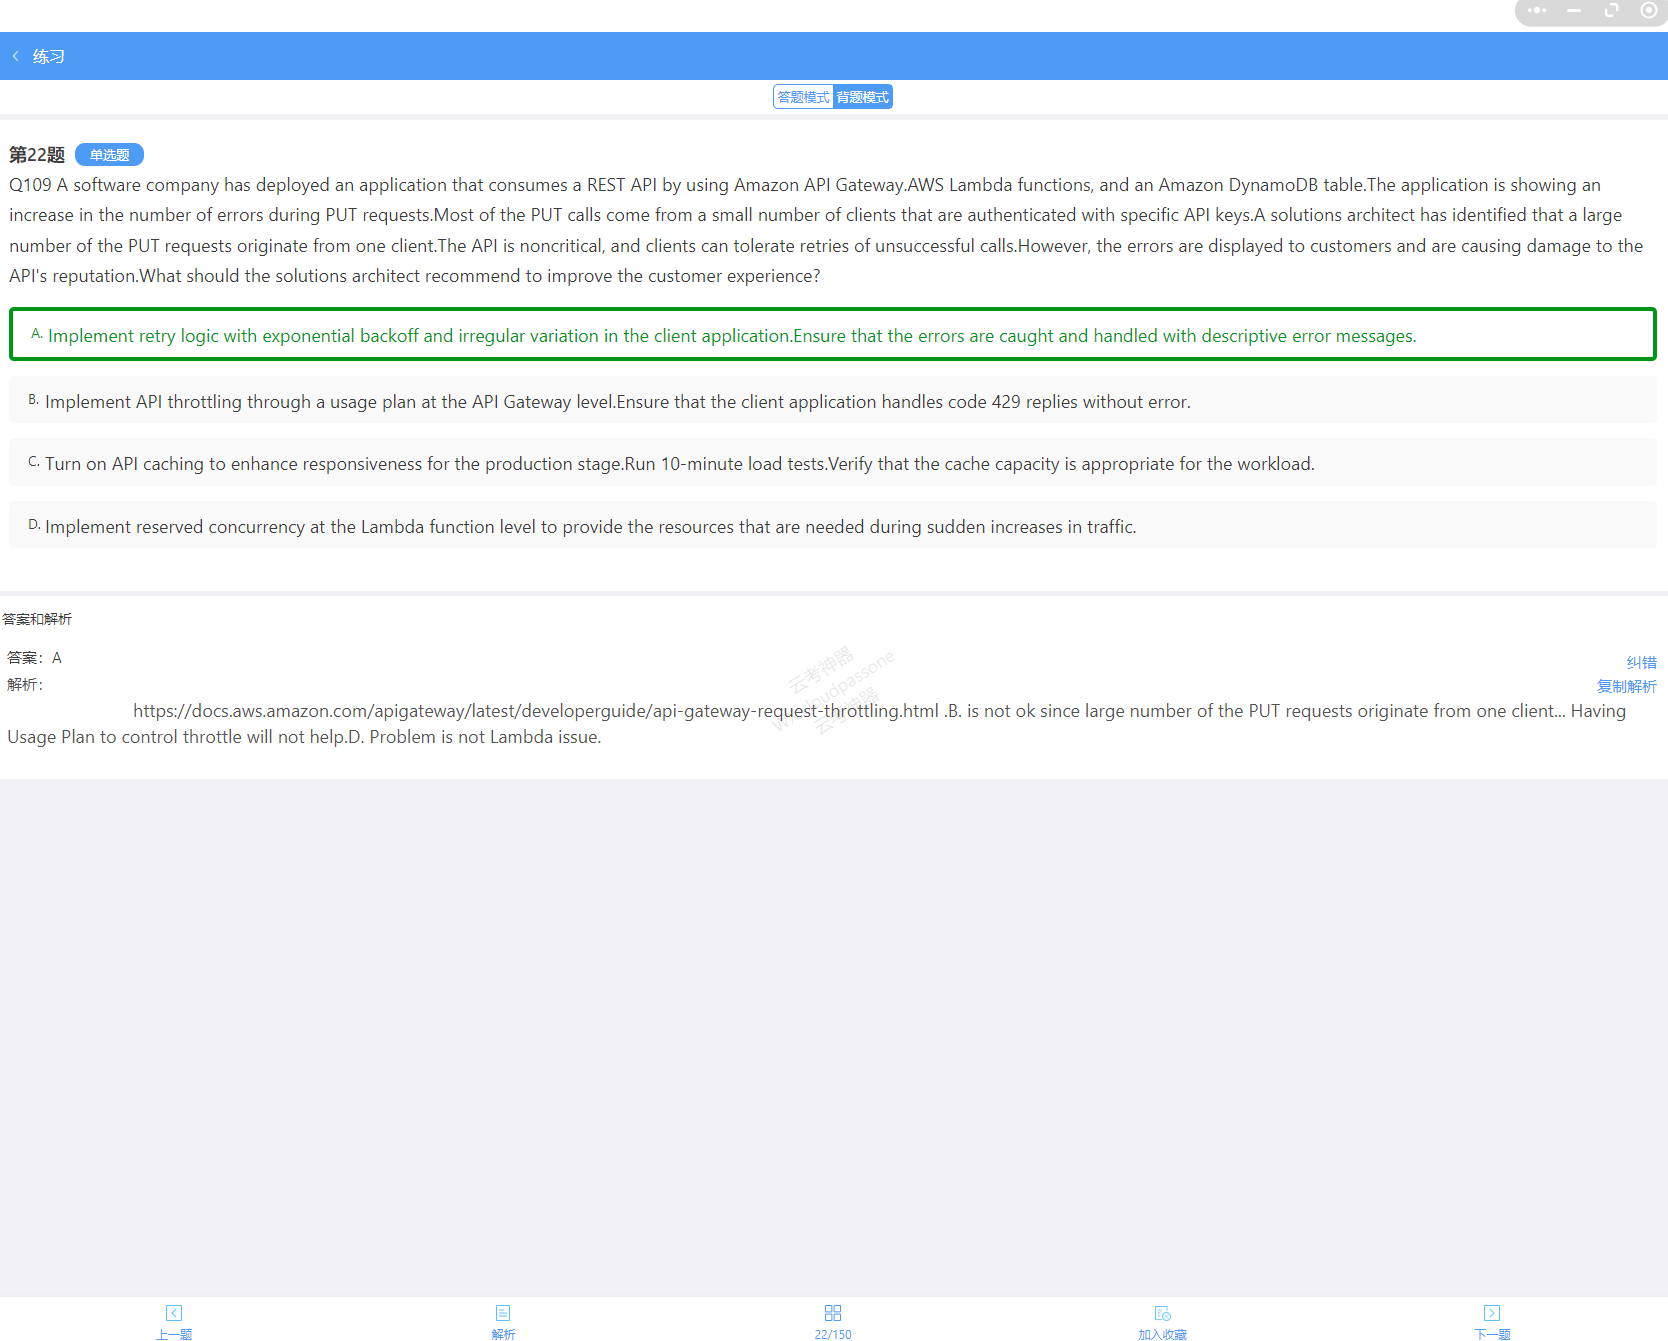 练习
答题模式 背题模式
第22题 单选题
Q109 A software company has deployed an application that consumes a REST API by using Amazon API Gateway.AWS Lambda functions, and an Amazon DynamoDB table.The application is showing an
increase in the number of errors during PUT requests.Most of the PUT calls come from a small number of clients that are authenticated with specific API keys.A solutions architect has identified that a large
number of the PUT requests originate from one client.The API is noncritical, and clients can tolerate retries of unsuccessful calls.However, the errors are displayed to customers and are causing damage to the
API's reputation.What should the solutions architect recommend to improve the customer experience?
A. Implement retry logic with exponential backoff and irregular variation in the client application.Ensure that the errors are caught and handled with descriptive error messages.
B. Implement API throttling through a usage plan at the API Gateway level.Ensure that the client application handles code 429 replies without error.
C. Turn on API caching to enhance responsiveness for the production stage.Run 10-minute load tests.Verify that the cache capacity is appropriate for the workload.
D. Implement reserved concurrency at the Lambda function level to provide the resources that are needed during sudden increases in traffic.
答案和解析
答案：A
纠错
解析：
复制解析
https://docs.aws.amazon.com/apigateway/latest/developerguide/api-gateway-request-throttling.html .B. is not ok since large number of the PUT requests originate from one client... Having
Usage Plan to control throttle will not help.D. Problem is not Lambda issue.
云考神器
云考神器
上一题 解析 22/150 加入收藏 下一题